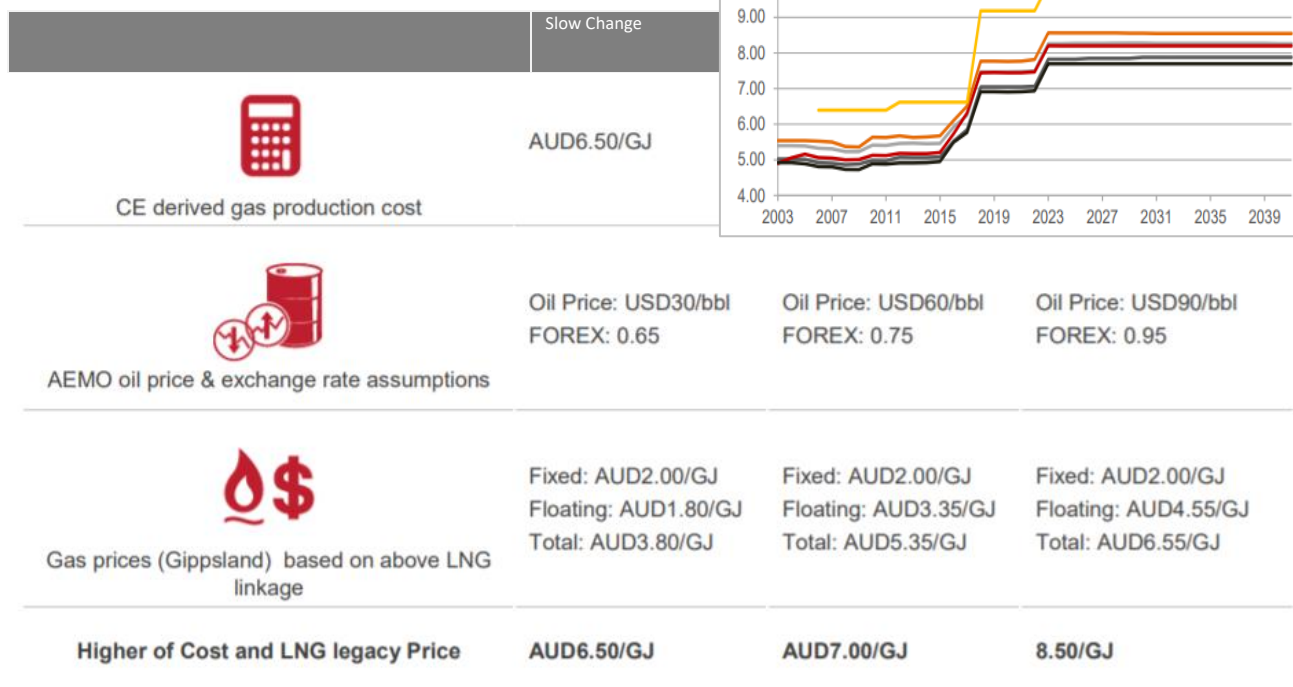 Slow Change
9.00
8.00
7.00
6.00
5.00
4.00
2003 2007 2011 2015 2019 2023 2027 2031 2035 2039
AUD6.50/GJ
CE derived gas production cost
Oil Price: USD30/bbl Oil Price: USD60/bbl Oil Price: USD90/bbl
FOREX: 0.65 FOREX: 0.75 FOREX: 0.95
AEMO oil price & exchange rate assumptions
$
Fixed: AUD2.00/GJ Fixed: AUD2.00/GJ Fixed: AUD2.00/GJ
Floating: AUD1.80/GJ Floating: AUD3.35/GJ Floating: AUD4.55/GJ
Total: AUD3.80/GJ Total: AUD5.35/GJ Total: AUD6.55/GJ
Gas prices (Gippsland) based on above LNG
linkage
Higher of Cost and LNG legacy Price AUD6.50/GJ AUD7.00/GJ 8.50/GJ